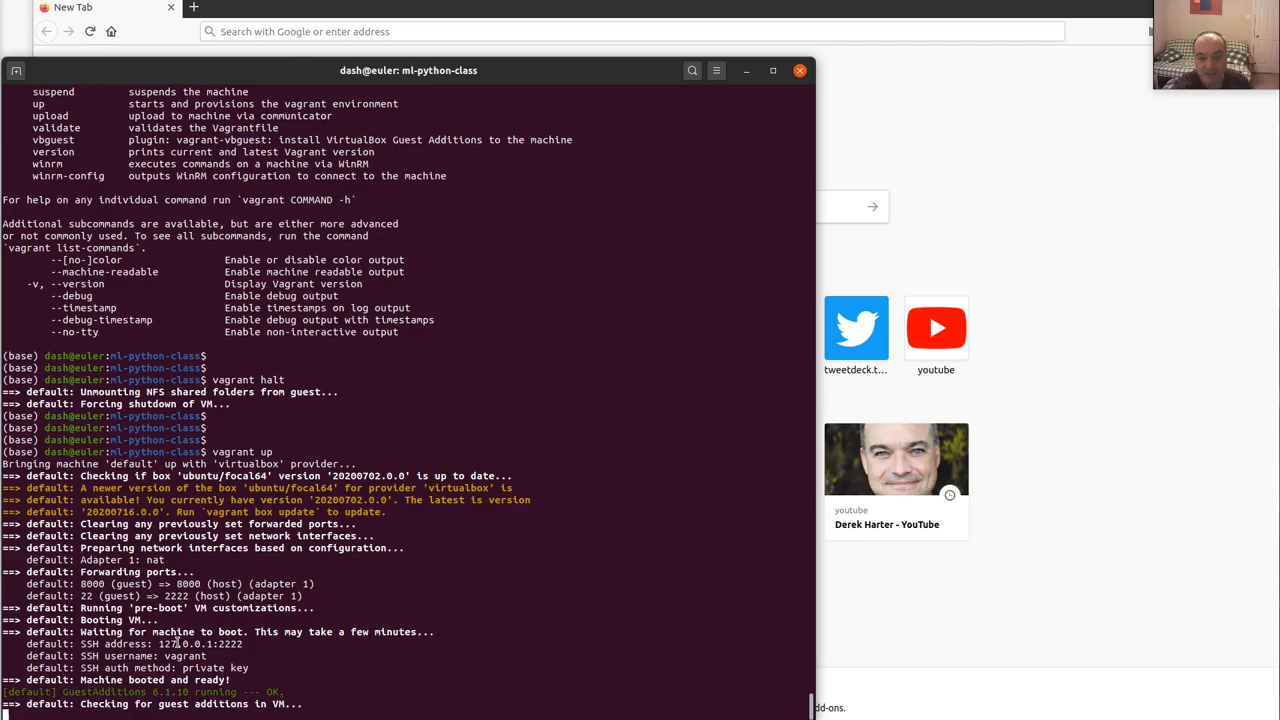 New Tab
Search with Google or enter address
dash@euler: ml-python-class
suspend suspends the machine
up starts and provisions the vagrant environment
upload upload to machine via communicator
validate validates the Vagrantfile
vbguest plugin: vagrant-vbguest: install VirtualBox Guest Additions to the machine
version prints current and latest Vagrant version
winrm executes commands on a machine via WinRM
winrm-config outputs WinRM configuration to connect to the machine
For help on any individual command run `vagrant COMMAND -h`
Additional subcommands are available, but are either more advanced
or not commonly used. To see all subcommands, run the command
`vagrant list-commands`.
--[no-]color Enable or disable color output
--machine-readable Enable machine readable output
-v, --version Display Vagrant version
--debug Enable debug output
--timestamp Enable timestamps on log output
--debug-timestamp Enable debug output with timestamps
--no-tty Enable non-interactive output
(base) dash@euler:ml-python-class$
(base) dash@euler:ml-python-class$
(base) dash@euler:ml-python-class$ vagrant halt
==> default: Unmounting NFS shared folders from guest...
==> default: Forcing shutdown of VM...
(base) dash@euler:ml-python-class$
(base) dash@euler:ml-python-class$
(base) dash@euler:ml-python-class$
(base) dash@euler:ml-python-class$ vagrant up
Bringing machine 'default' up with 'virtualbox' provider...
==> default: Checking if box 'ubuntu/focal64' version '20200702.0.0' is up to date...
==> default: A newer version of the box 'ubuntu/focal64' for provider 'virtualbox' is
==> default: available! You currently have version '20200702.0.0'. The latest is version
==> default: '20200716.0.0'. Run `vagrant box update` to update.
==> default: Clearing any previously set forwarded ports...
==> default: Clearing any previously set network interfaces...
==> default: Preparing network interfaces based on configuration...
default: Adapter 1: nat
==> default: Forwarding ports...
default: 8000 (guest) => 8000 (host) (adapter 1)
default: 22 (guest) => 2222 (host) (adapter 1)
==> default: Running 'pre-boot' VM customizations...
==> default: Booting VM...
==> default: Waiting for machine to boot. This may take a few minutes...
default: SSH address: 127.0.0.1:2222
default: SSH username: vagrant
default: SSH auth method: private key
==> default: Machine booted and ready!
[default] GuestAdditions 6.1.10 running --- OK.
==> default: Checking for guest additions in VM...
tweetdeck.t...
youtube
youtube
Derek Harter - YouTube
dd-ons.